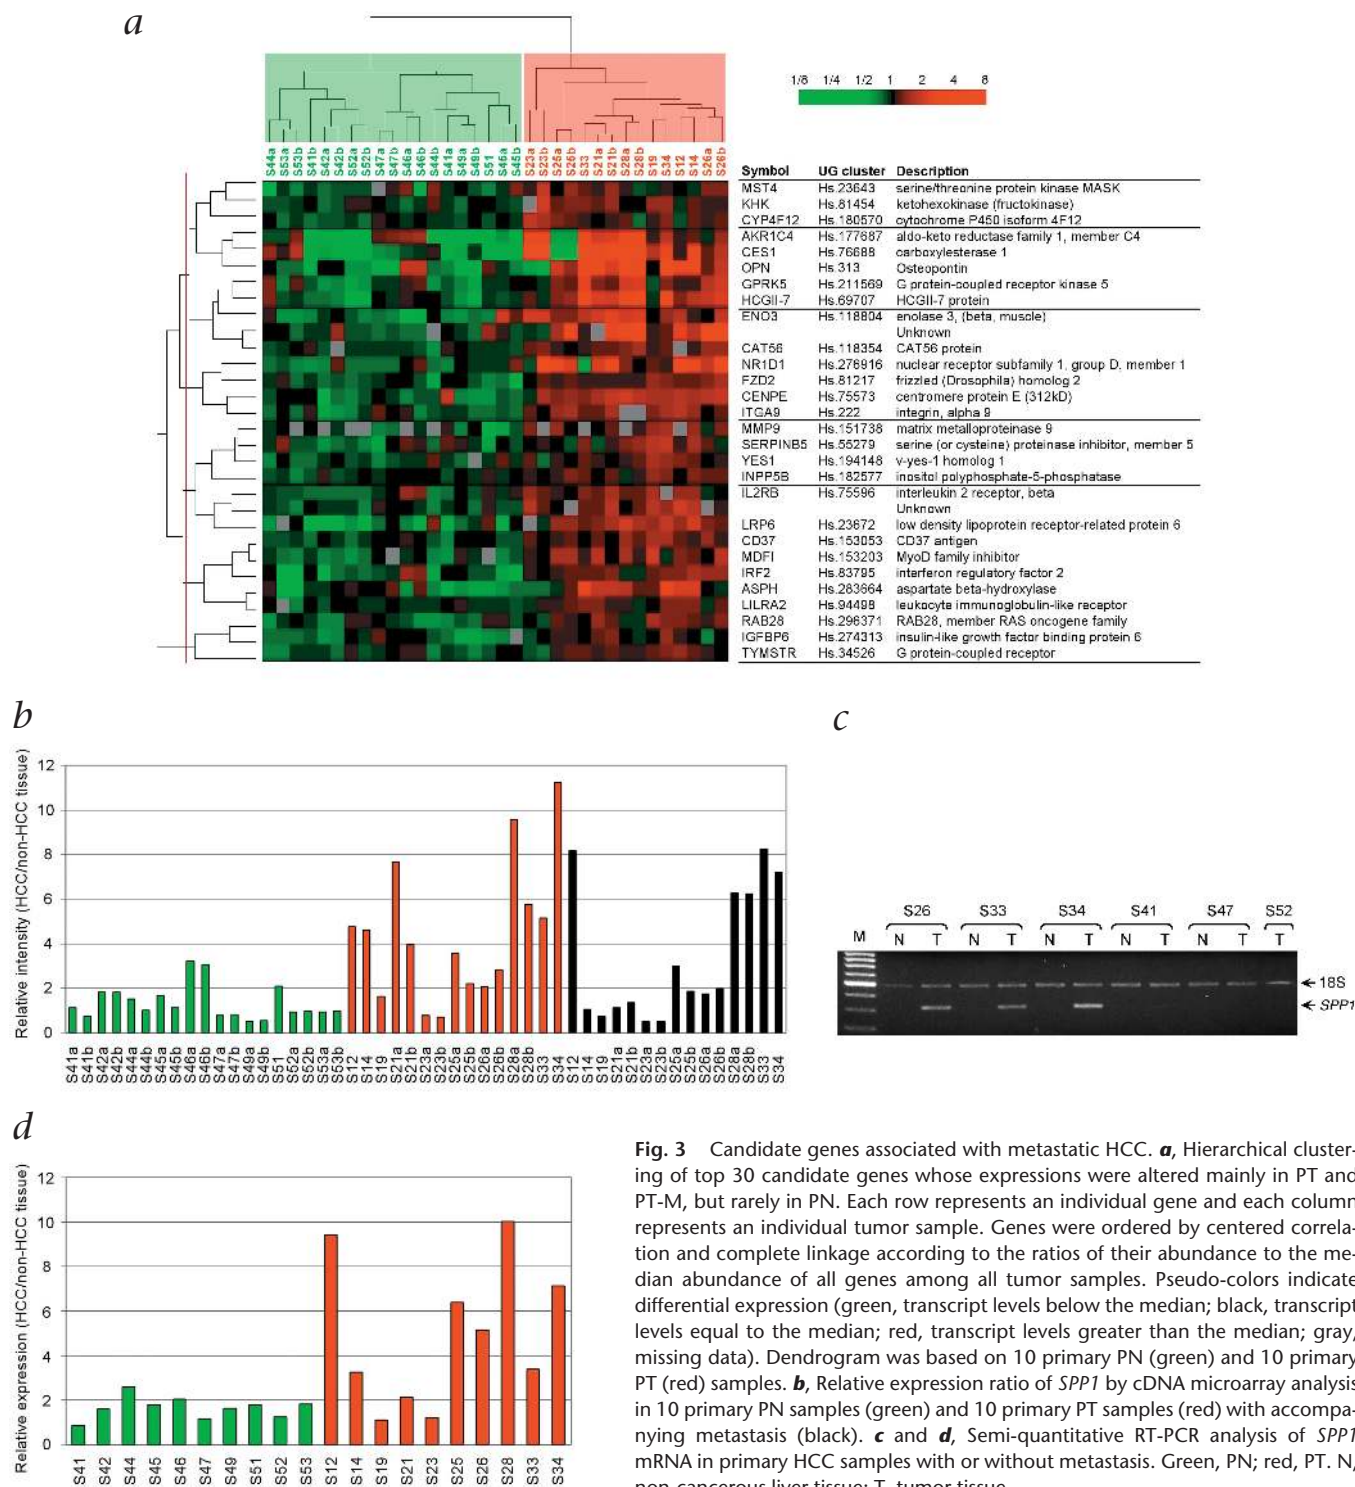 a
1/8 1/4 1/2 1 2 4 8
S44a S53a S53b S41b S42a S42b S52a S52b S47a S47b S46a S46b S44b S41a S49a S49b S51 S45a S45b S23a S23b S25a S25b S33 S21a S21b S28a S28b S19 S34 S12 S14 S26a S26b
Symbol UG cluster Description
MST4 Hs.23643 serine/threonine protein kinase MASK
KHK Hs.81454 ketohexokinase (fructokinase)
CYP4F12 Hs.180570 cytochrome P450 isoform 4F12
AKR1C4 Hs.177687 aldo-keto reductase family 1, member C4
CES1 Hs.76688 carboxylesterase 1
OPN Hs.313 Osteopontin
GPRK5 Hs.211569 G protein-coupled receptor kinase 5
HCGII-7 Hs.69707 HCGII-7 protein
ENO3 Hs.118804 enolase 3, (beta, muscle)
Unknown
CAT56 Hs.118354 CAT56 protein
NR1D1 Hs.276916 nuclear receptor subfamily 1, group D, member 1
FZD2 Hs.81217 frizzled (Drosophila) homolog 2
CENPE Hs.75573 centromere protein E (312kD)
ITGA9 Hs.222 integrin, alpha 9
MMP9 Hs.151738 matrix metalloproteinase 9
SERPINB5 Hs.55279 serine (or cysteine) proteinase inhibitor, member 5
YES1 Hs.194148 v-yes-1 homolog 1
INPP5B Hs.182577 inositol polyphosphate-5-phosphatase
IL2RB Hs.75596 interleukin 2 receptor, beta
Unknown
LRP6 Hs.23672 low density lipoprotein receptor-related protein 6
CD37 Hs.153053 CD37 antigen
MDFI Hs.153203 MyoD family inhibitor
IRF2 Hs.83795 interferon regulatory factor 2
ASPH Hs.283664 aspartate beta-hydroxylase
LILRA2 Hs.94498 leukocyte immunoglobulin-like receptor
RAB28 Hs.296371 RAB28, member RAS oncogene family
IGFBP6 Hs.274313 insulin-like growth factor binding protein 6
TYMSTR Hs.34526 G protein-coupled receptor
b
Relative intensity (HCC/non-HCC tissue)
12
10
8
6
4
2
0
S41a S41b S42a S42b S44a S44b S45a S45b S46a S46b S47a S47b S49a S49b S51 S52a S52b S53a S53b S12 S14 S19 S21a S21b S23a S23b S25a S25b S26a S26b S28a S28b S33 S34 S12 S14 S19 S21a S21b S23a S23b S25a S25b S26a S26b S28a S28b S33 S34
c
S26 S33 S34 S41 S47 S52
M N T N T N T N T N T T
18S
SPP1
d
Relative expression (HCC/non-HCC tissue)
12
10
8
6
4
2
0
S41 S42 S44 S45 S46 S47 S49 S51 S52 S53 S12 S14 S19 S21 S23 S25 S26 S28 S33 S34
Fig. 3 Candidate genes associated with metastatic HCC. a, Hierarchical cluster-
ing of top 30 candidate genes whose expressions were altered mainly in PT and
PT-M, but rarely in PN. Each row represents an individual gene and each column
represents an individual tumor sample. Genes were ordered by centered correla-
tion and complete linkage according to the ratios of their abundance to the me-
dian abundance of all genes among all tumor samples. Pseudo-colors indicate
differential expression (green, transcript levels below the median; black, transcript
levels equal to the median; red, transcript levels greater than the median; gray,
missing data). Dendrogram was based on 10 primary PN (green) and 10 primary
PT (red) samples. b, Relative expression ratio of SPP1 by cDNA microarray analysis
in 10 primary PN samples (green) and 10 primary PT samples (red) with accompa-
nying metastasis (black). c and d, Semi-quantitative RT-PCR analysis of SPP1
mRNA in primary HCC samples with or without metastasis. Green, PN; red, PT. N,
non-cancerous liver tissue; T, tumor tissue